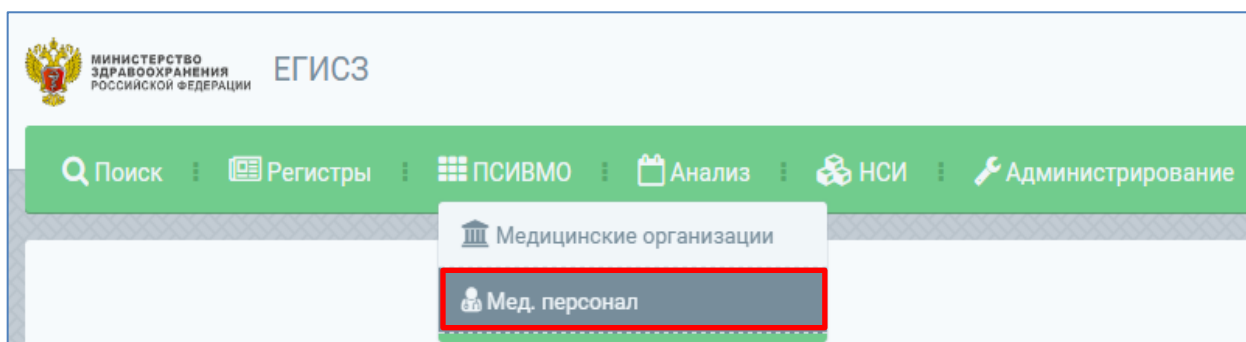 МИНИСТЕРСТВО
ЗДРАВООХРАНЕНИЯ
РОССИЙСКОЙ ФЕДЕРАЦИИ
ЕГИСЗ
Поиск Регистры ПСИВМО Анализ НСИ Администрирование
Медицинские организации
Мед. персонал